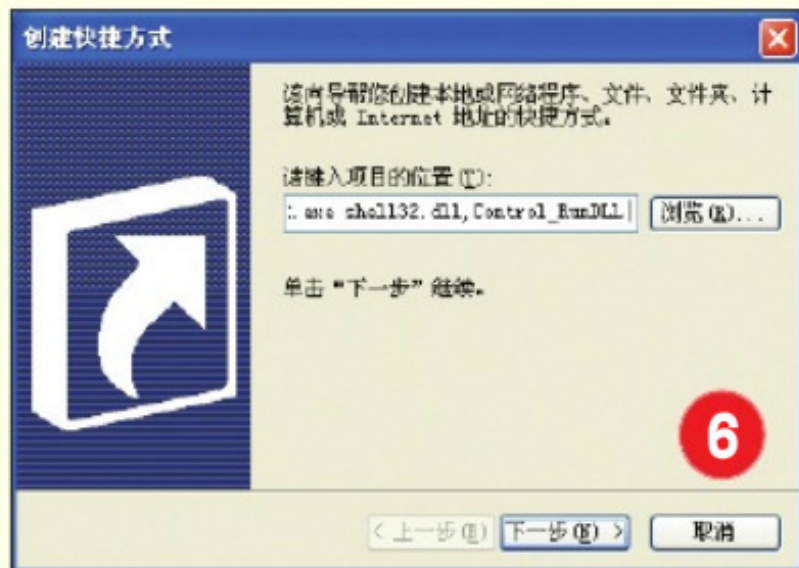 创建快捷方式
该向导帮您创建本地或网络程序、文件、文件夹、计
算机或 Internet 地址的快捷方式。
请键入项目的位置(T):
t.exe shell32.dll,Control_RunDLL
浏览(R)...
单击“下一步”继续。
6
< 上一步(B)
下一步(N) >
取消